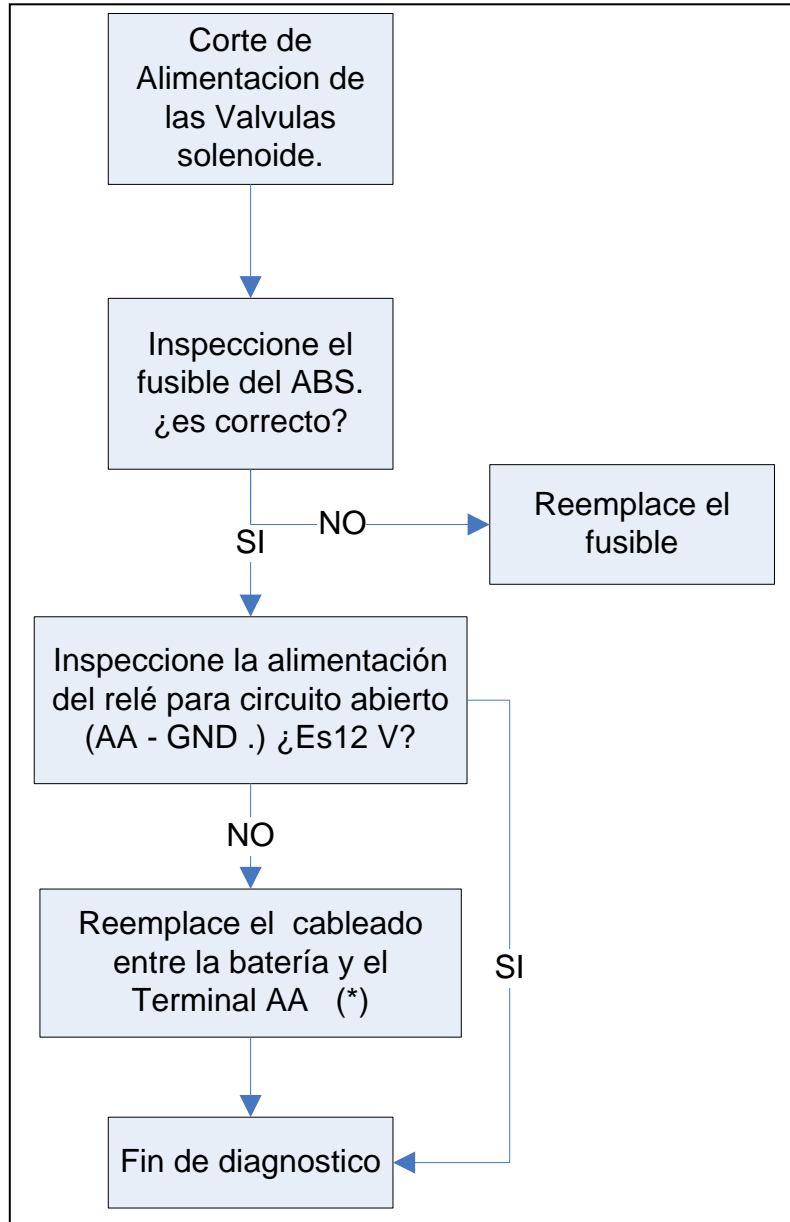 Corte de
Alimentacion de
las Valvulas
solenoide.
Inspeccione el
fusible del ABS.
¿es correcto?
NO
Reemplace el
fusible
SI
Inspeccione la alimentación
del relé para circuito abierto
(AA - GND .) ¿Es12 V?
NO
Reemplace el cableado
entre la batería y el
Terminal AA (*)
SI
Fin de diagnostico